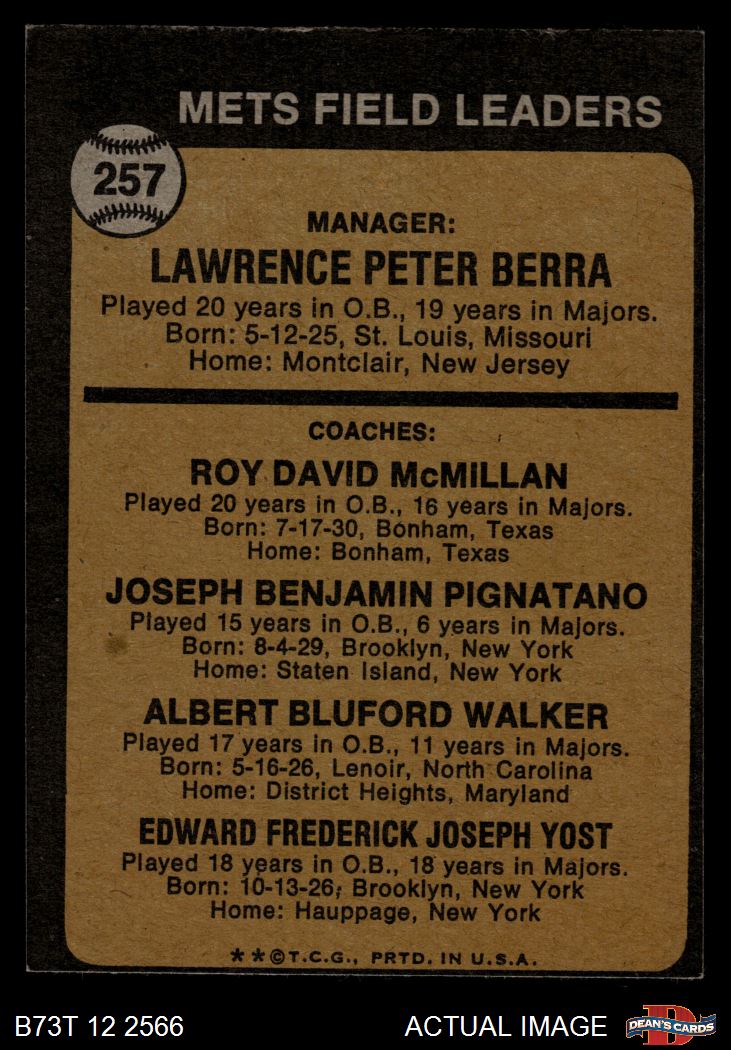 METS FIELD LEADERS
257
MANAGER:
LAWRENCE PETER BERRA
Played 20 years in O.B., 19 years in Majors.
Born: 5-12-25, St. Louis, Missouri
Home: Montclair, New Jersey
COACHES:
ROY DAVID McMILLAN
Played 20 years in O.B., 16 years in Majors.
Born: 7-17-30, Bonham, Texas
Home: Bonham, Texas
JOSEPH BENJAMIN PIGNATANO
Played 15 years in O.B., 6 years in Majors.
Born: 8-4-29, Brooklyn, New York
Home: Staten Island, New York
ALBERT BLUFORD WALKER
Played 17 years in O.B., 11 years in Majors.
Born: 5-16-26, Lenoir, North Carolina
Home: District Heights, Maryland
EDWARD FREDERICK JOSEPH YOST
Played 18 years in O.B., 18 years in Majors.
Born: 10-13-26, Brooklyn, New York
Home: Hauppage, New York
**©T.C.G., PRTD. IN U.S.A.
B73T 12 2566
ACTUAL IMAGE
D
DEAN'S CARDS